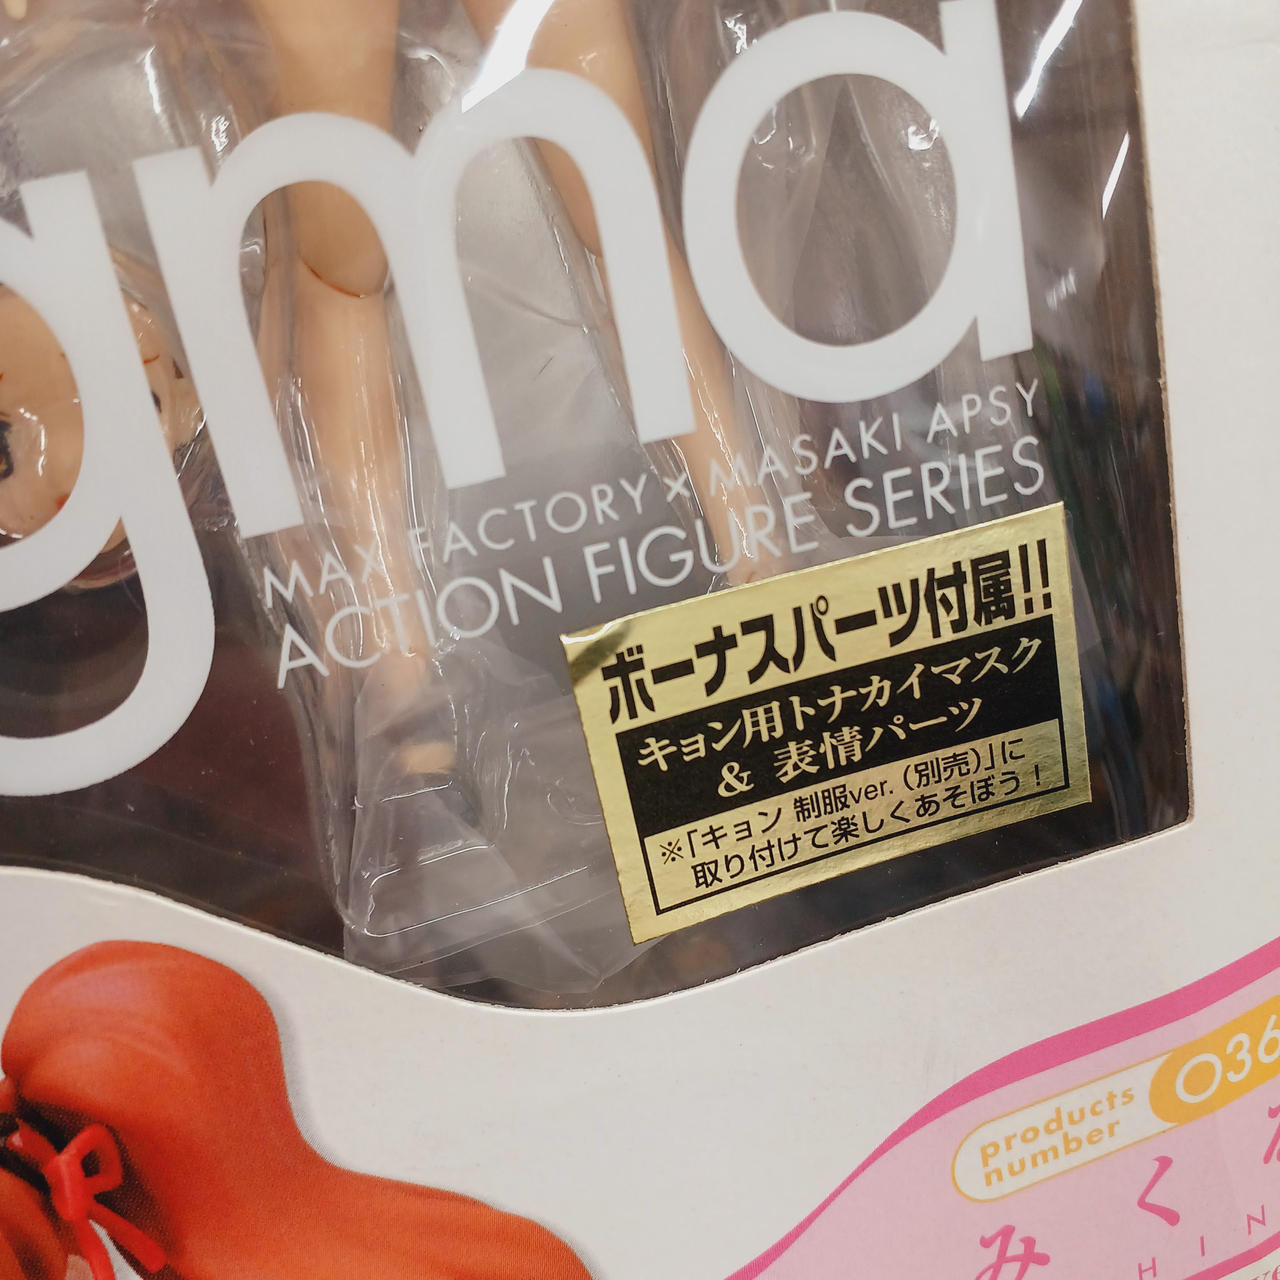 gma
MAX FACTORY × MASAKI APSY
ACTION FIGURE SERIES
ボーナスパーツ付属!!
キョン用トナカイマスク
& 表情パーツ
※「キョン 制服ver.（別売）」に
取り付けて楽しくあそぼう！
products
number
036
みく
HIN